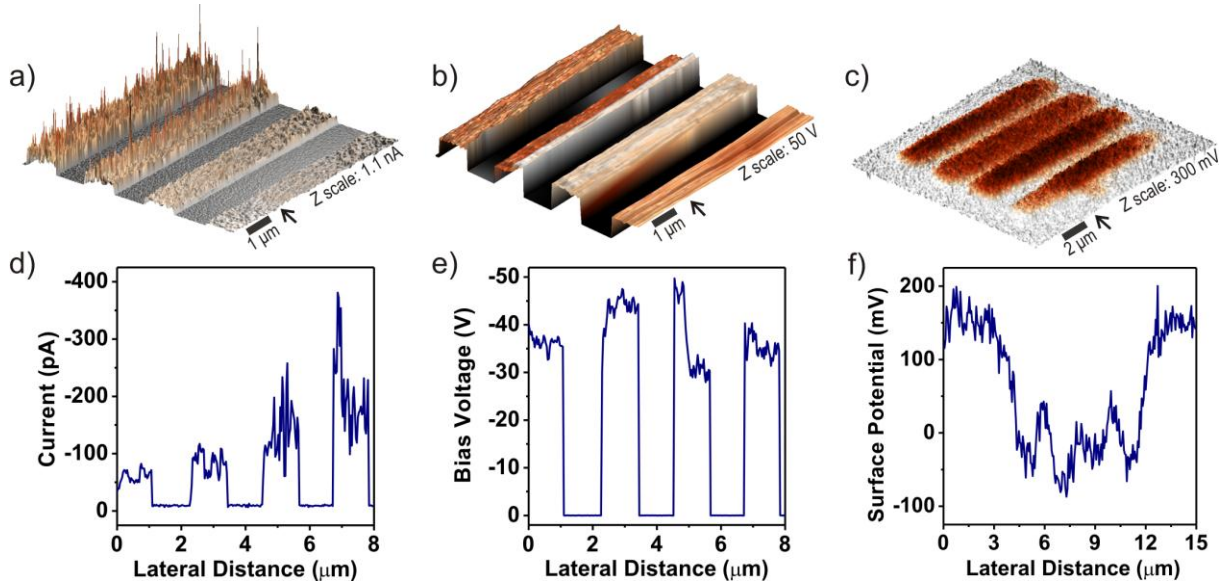 a)
b)
c)
Z scale: 1.1 nA
1 μm
Z scale: 50 V
1 μm
Z scale: 300 mV
2 μm
d)
-400
-300
-200
-100
0
Current (pA)
0 2 4 6 8
Lateral Distance (μm)
e)
-50
-40
-30
-20
-10
0
Bias Voltage (V)
0 2 4 6 8
Lateral Distance (μm)
f)
200
100
0
-100
Surface Potential (mV)
0 3 6 9 12 15
Lateral Distance (μm)